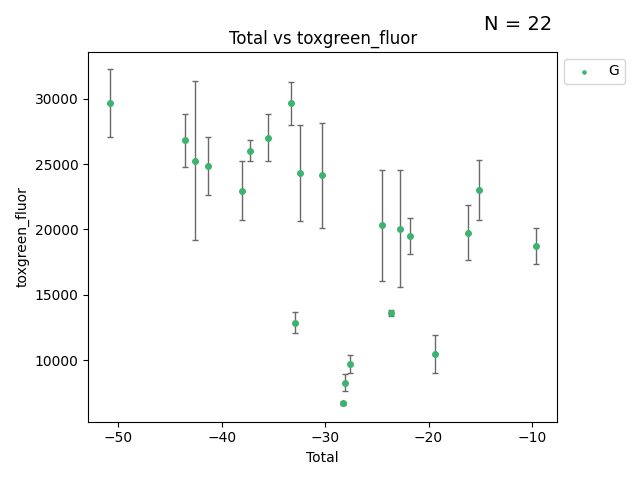 N = 22
Total vs toxgreen_fluor
G
toxgreen_fluor
30000
25000
20000
15000
10000
−50
−40
−30
−20
−10
Total